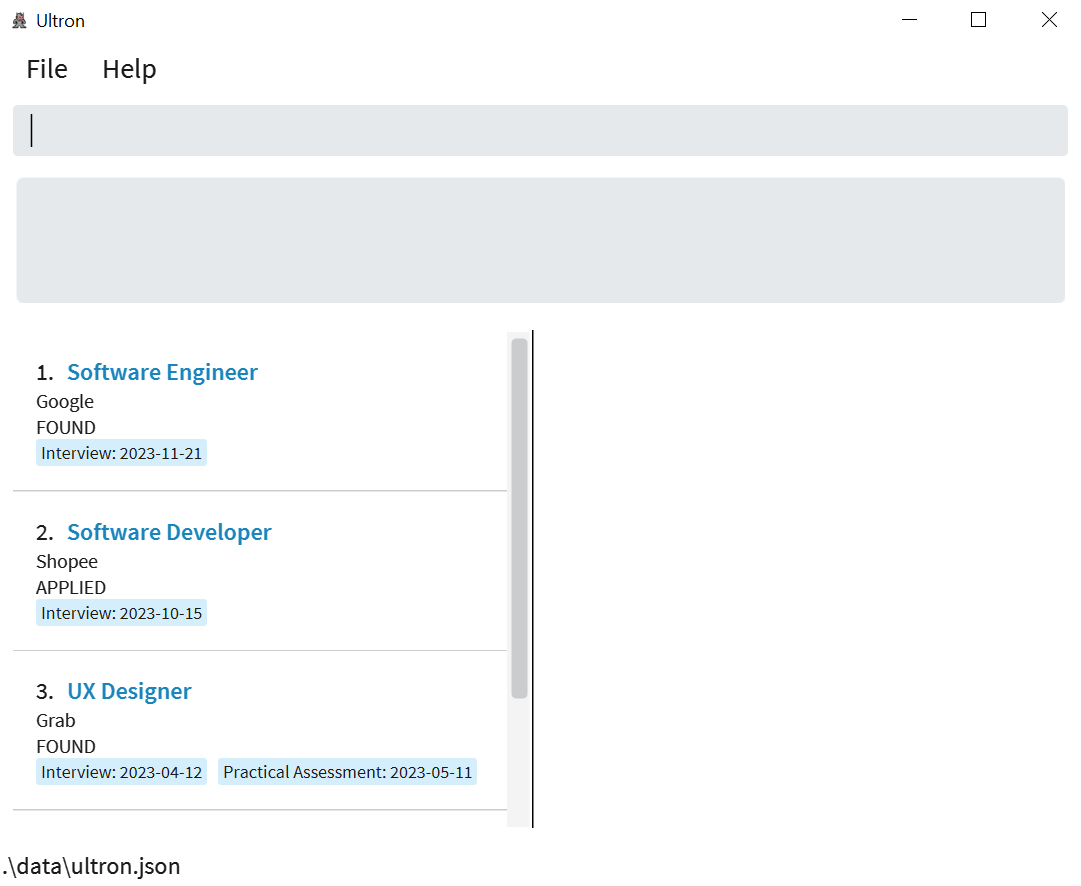 Ultron
File Help
1. Software Engineer
Google
FOUND
Interview: 2023-11-21
2. Software Developer
Shopee
APPLIED
Interview: 2023-10-15
3. UX Designer
Grab
FOUND
Interview: 2023-04-12 Practical Assessment: 2023-05-11
.\data\ultron.json